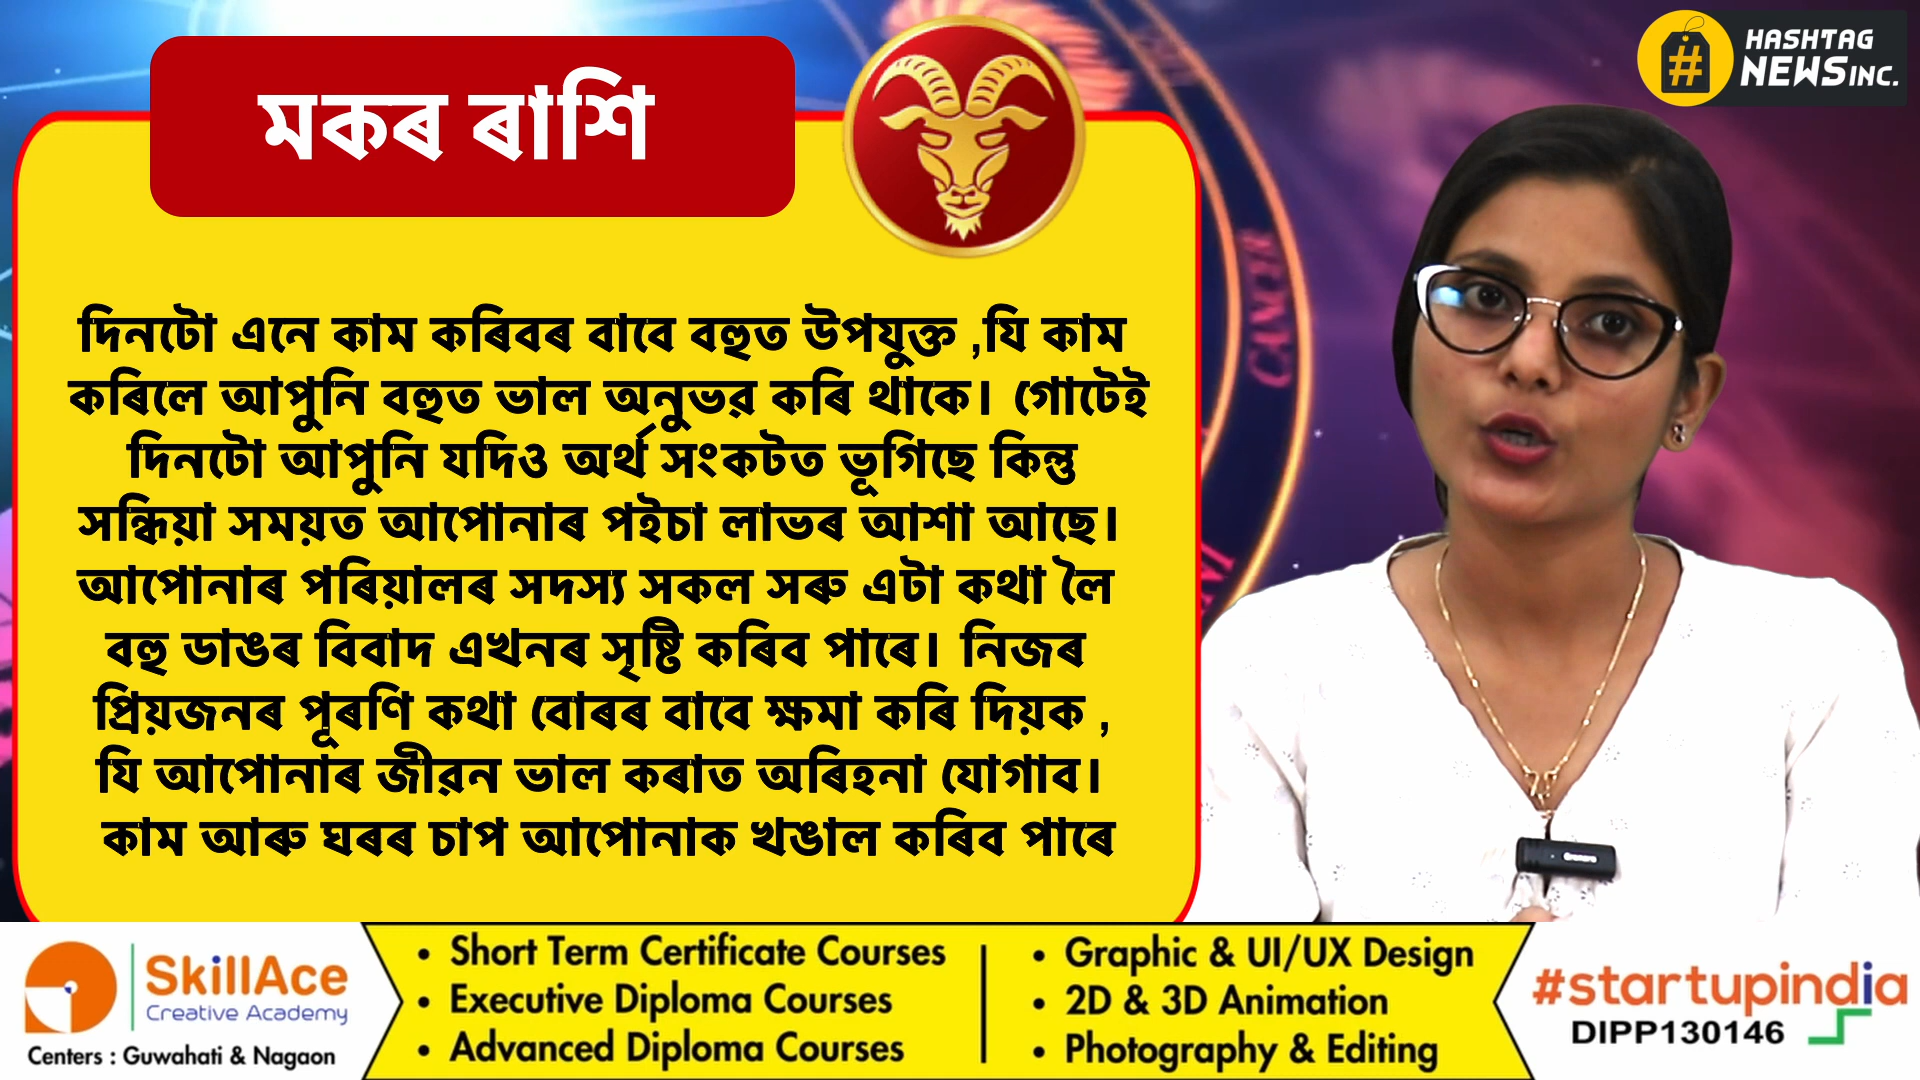 মকৰ ৰাশি
HASHTAG
NEWS INC.
CANCER
দিনটো এনে কাম কৰিবৰ বাবে বহুত উপযুক্ত ,যি কাম
কৰিলে আপুনি বহুত ভাল অনুভৱ কৰি থাকে। গোটেই
দিনটো আপুনি যদিও অৰ্থ সংকটত ভূগিছে কিন্তু
সন্ধিয়া সময়ত আপোনাৰ পইচা লাভৰ আশা আছে।
আপোনাৰ পৰিয়ালৰ সদস্য সকল সৰু এটা কথা লৈ
বহু ডাঙৰ বিবাদ এখনৰ সৃষ্টি কৰিব পাৰে। নিজৰ
প্ৰিয়জনৰ পূৰণি কথা বোৰৰ বাবে ক্ষমা কৰি দিয়ক ,
যি আপোনাৰ জীৱন ভাল কৰাত অৰিহনা যোগাব।
কাম আৰু ঘৰৰ চাপ আপোনাক খঙাল কৰিব পাৰে
SkillAce
Creative Academy
Centers : Guwahati & Nagaon
• Short Term Certificate Courses
• Executive Diploma Courses
• Advanced Diploma Courses
• Graphic & UI/UX Design
• 2D & 3D Animation
• Photography & Editing
#startupindia
DIPP130146